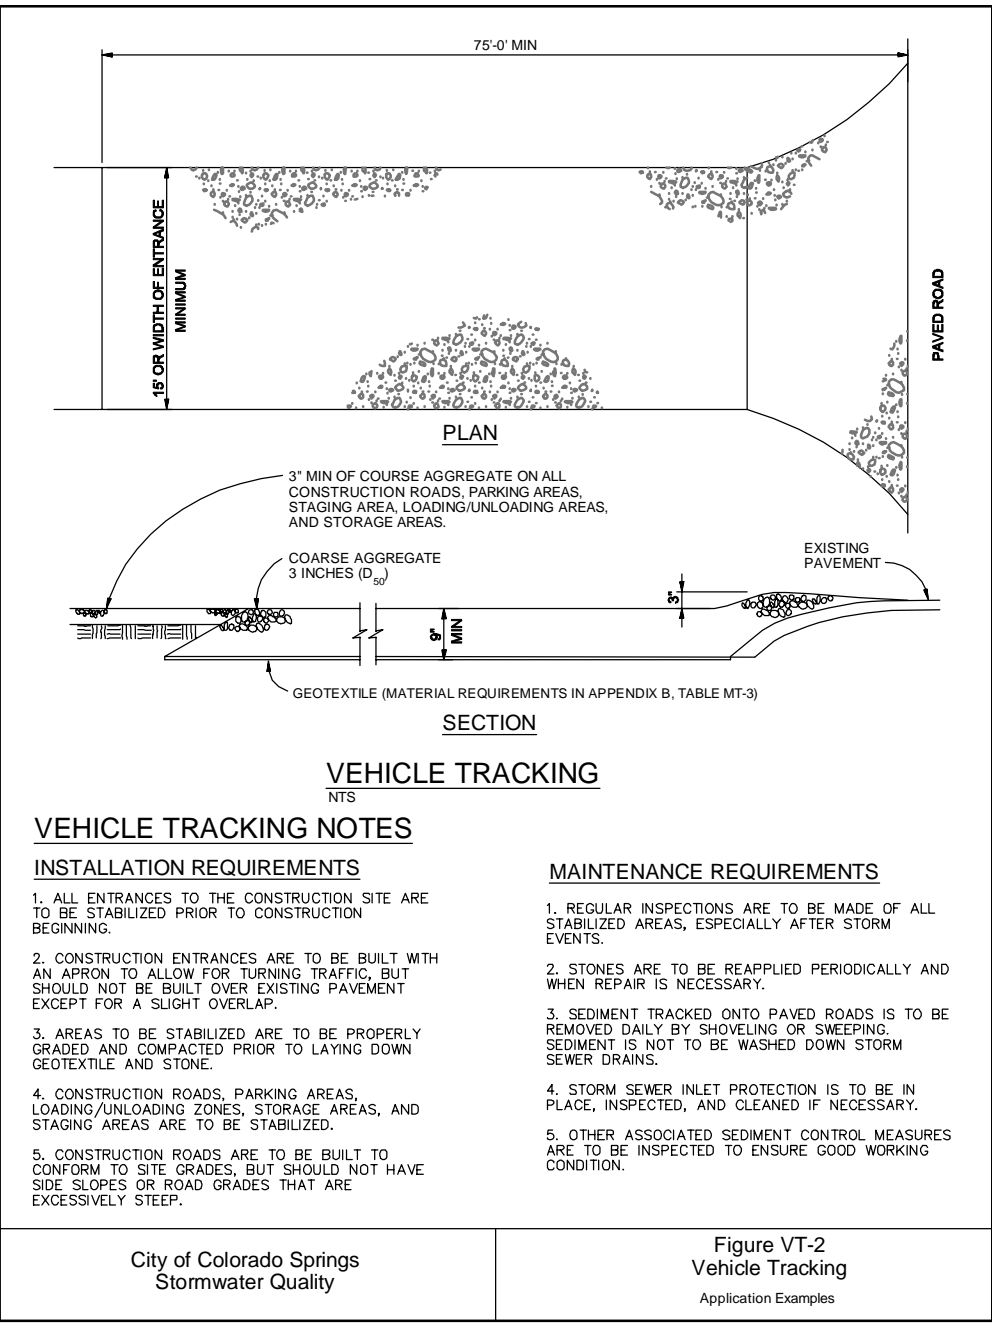 75'-0' MIN
15' OR WIDTH OF ENTRANCE
MINIMUM
PAVED ROAD
PLAN
3" MIN OF COURSE AGGREGATE ON ALL
CONSTRUCTION ROADS, PARKING AREAS,
STAGING AREA, LOADING/UNLOADING AREAS,
AND STORAGE AREAS.
COARSE AGGREGATE
3 INCHES (D50)
EXISTING
PAVEMENT
3"
9"
MIN
GEOTEXTILE (MATERIAL REQUIREMENTS IN APPENDIX B, TABLE MT-3)
SECTION
VEHICLE TRACKING
NTS
VEHICLE TRACKING NOTES
INSTALLATION REQUIREMENTS
1. ALL ENTRANCES TO THE CONSTRUCTION SITE ARE
TO BE STABILIZED PRIOR TO CONSTRUCTION
BEGINNING.
2. CONSTRUCTION ENTRANCES ARE TO BE BUILT WITH
AN APRON TO ALLOW FOR TURNING TRAFFIC, BUT
SHOULD NOT BE BUILT OVER EXISTING PAVEMENT
EXCEPT FOR A SLIGHT OVERLAP.
3. AREAS TO BE STABILIZED ARE TO BE PROPERLY
GRADED AND COMPACTED PRIOR TO LAYING DOWN
GEOTEXTILE AND STONE.
4. CONSTRUCTION ROADS, PARKING AREAS,
LOADING/UNLOADING ZONES, STORAGE AREAS, AND
STAGING AREAS ARE TO BE STABILIZED.
5. CONSTRUCTION ROADS ARE TO BE BUILT TO
CONFORM TO SITE GRADES, BUT SHOULD NOT HAVE
SIDE SLOPES OR ROAD GRADES THAT ARE
EXCESSIVELY STEEP.
MAINTENANCE REQUIREMENTS
1. REGULAR INSPECTIONS ARE TO BE MADE OF ALL
STABILIZED AREAS, ESPECIALLY AFTER STORM
EVENTS.
2. STONES ARE TO BE REAPPLIED PERIODICALLY AND
WHEN REPAIR IS NECESSARY.
3. SEDIMENT TRACKED ONTO PAVED ROADS IS TO BE
REMOVED DAILY BY SHOVELING OR SWEEPING.
SEDIMENT IS NOT TO BE WASHED DOWN STORM
SEWER DRAINS.
4. STORM SEWER INLET PROTECTION IS TO BE IN
PLACE, INSPECTED, AND CLEANED IF NECESSARY.
5. OTHER ASSOCIATED SEDIMENT CONTROL MEASURES
ARE TO BE INSPECTED TO ENSURE GOOD WORKING
CONDITION.
City of Colorado Springs
Stormwater Quality
Figure VT-2
Vehicle Tracking
Application Examples